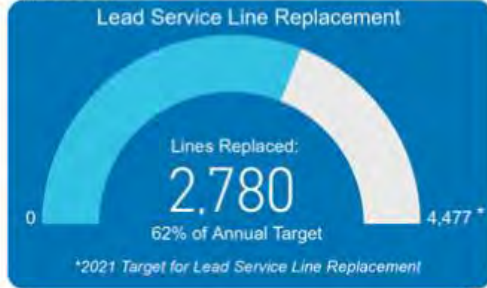 Lead Service Line Replacement
Lines Replaced:
2,780
0
4,477 *
62% of Annual Target
*2021 Target for Lead Service Line Replacement